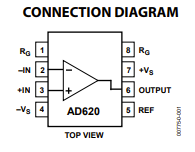 CONNECTION DIAGRAM
RG 1 8 RG
–IN 2 7 +VS
+IN 3 6 OUTPUT
–VS 4 5 REF
AD620
TOP VIEW
00775-0-001